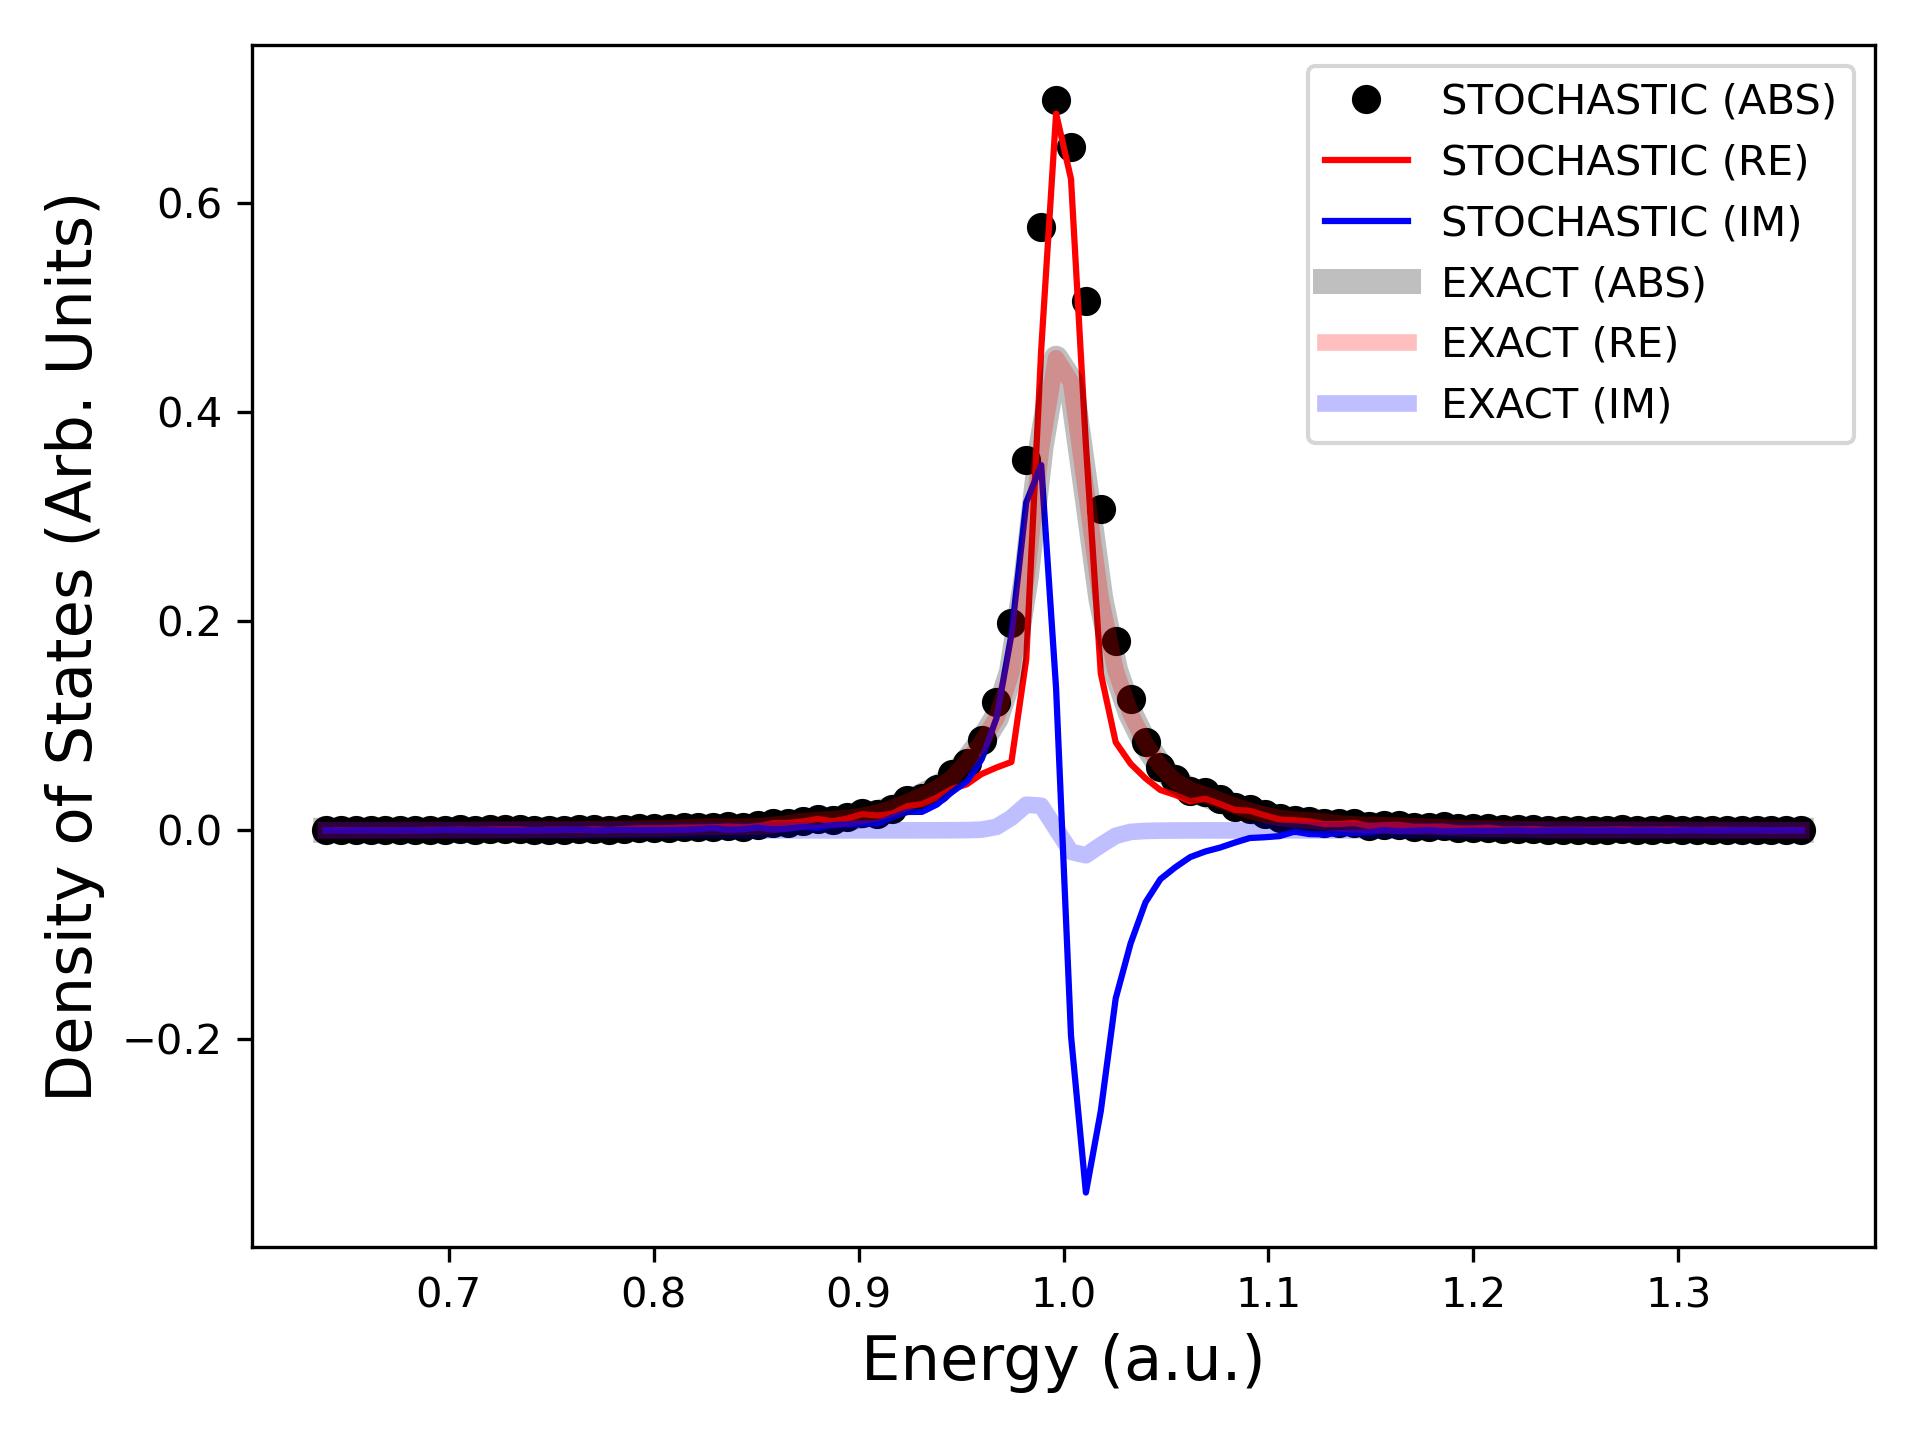 STOCHASTIC (ABS)
STOCHASTIC (RE)
STOCHASTIC (IM)
EXACT (ABS)
EXACT (RE)
EXACT (IM)
Density of States (Arb. Units)
0.6
0.4
0.2
0.0
−0.2
0.7 0.8 0.9 1.0 1.1 1.2 1.3
Energy (a.u.)